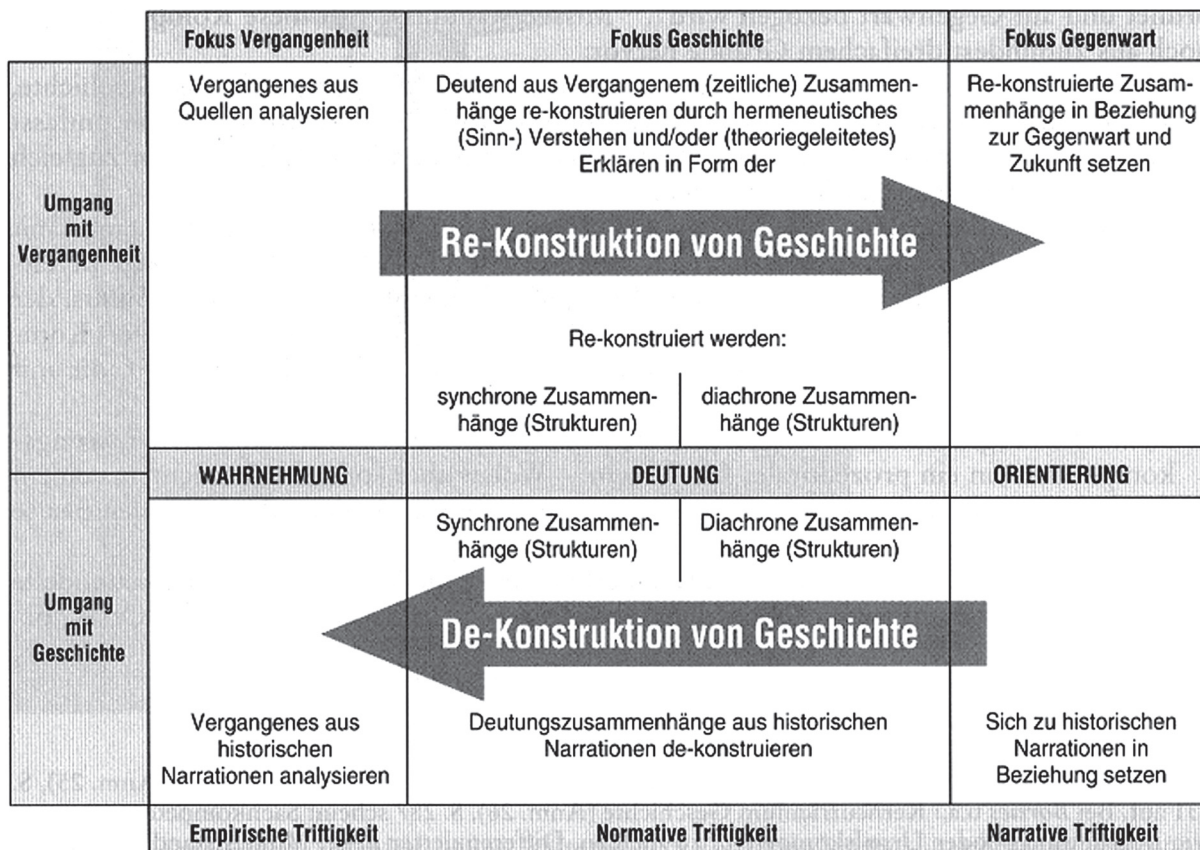 Fokus Vergangenheit
Fokus Geschichte
Fokus Gegenwart
Umgang
mit
Vergangenheit
Vergangenes aus
Quellen analysieren
Deutend aus Vergangenem (zeitliche) Zusammen-
hänge re-konstruieren durch hermeneutisches
(Sinn-) Verstehen und/oder (theoriegeleitetes)
Erklären in Form der
Re-konstruierte Zusam-
menhänge in Beziehung
zur Gegenwart und
Zukunft setzen
Re-Konstruktion von Geschichte
Re-konstruiert werden:
synchrone Zusammen-
hänge (Strukturen)
diachrone Zusammen-
hänge (Strukturen)
WAHRNEHMUNG
DEUTUNG
ORIENTIERUNG
Umgang
mit
Geschichte
Synchrone Zusammen-
hänge (Strukturen)
Diachrone Zusammen-
hänge (Strukturen)
De-Konstruktion von Geschichte
Vergangenes aus
historischen
Narrationen analysieren
Deutungszusammenhänge aus historischen
Narrationen de-konstruieren
Sich zu historischen
Narrationen in
Beziehung setzen
Empirische Triftigkeit
Normative Triftigkeit
Narrative Triftigkeit